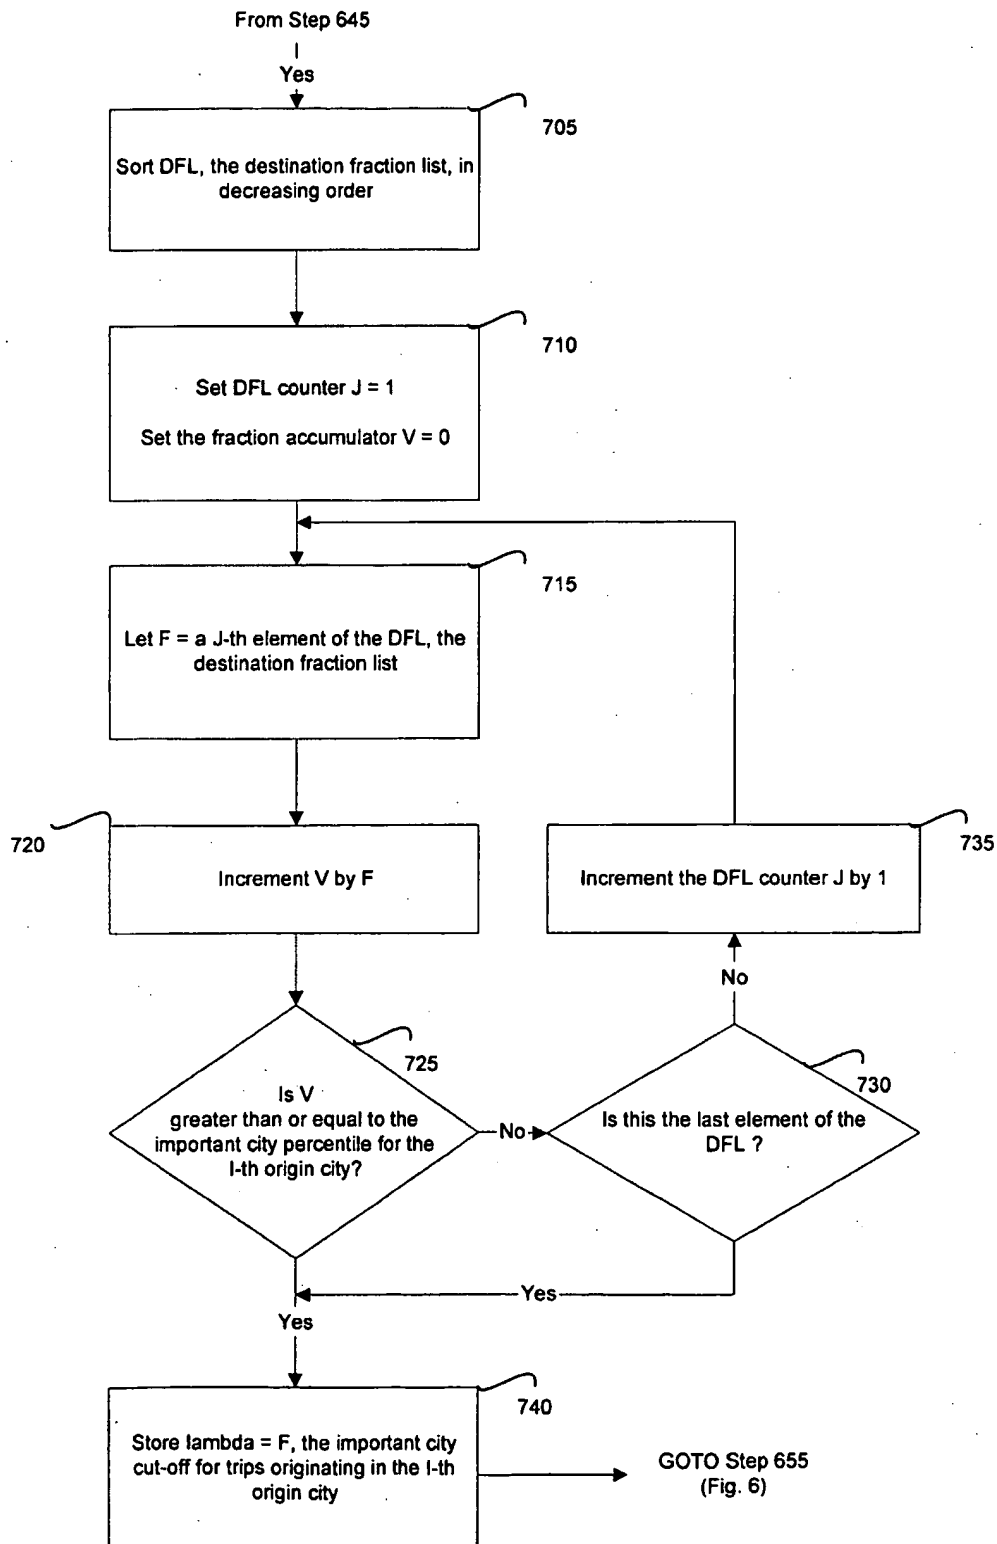 From Step 645
Yes
705
Sort DFL, the destination fraction list, in
decreasing order
710
Set DFL counter J = 1
Set the fraction accumulator V = 0
715
Let F = a J-th element of the DFL, the
destination fraction list
720
Increment V by F
735
Increment the DFL counter J by 1
No
725
Is V
greater than or equal to the
important city percentile for the
I-th origin city?
No
730
Is this the last element of the
DFL ?
Yes
Yes
740
Store lambda = F, the important city
cut-off for trips originating in the I-th
origin city
GOTO Step 655
(Fig. 6)